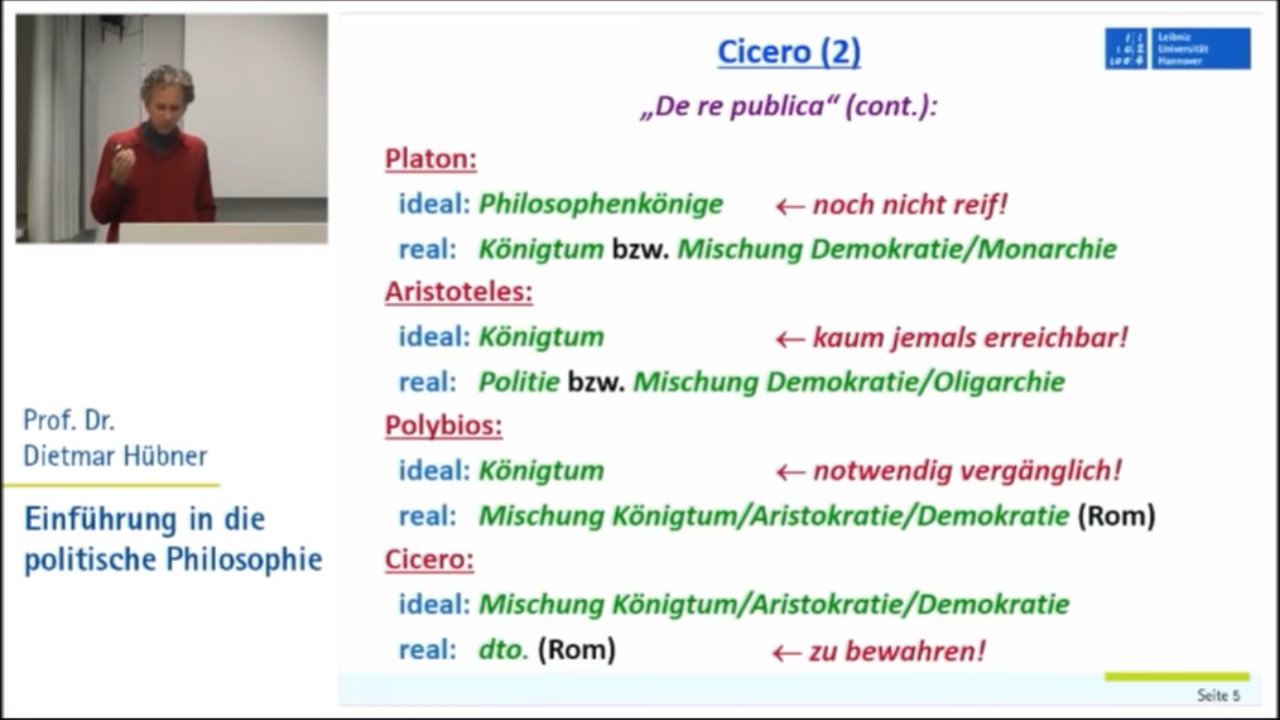 Cicero (2)
Leibniz
Universität
Hannover
„De re publica“ (cont.):
Platon:
ideal: Philosophenkönige ← noch nicht reif!
real: Königtum bzw. Mischung Demokratie/Monarchie
Aristoteles:
ideal: Königtum ← kaum jemals erreichbar!
real: Politie bzw. Mischung Demokratie/Oligarchie
Polybios:
ideal: Königtum ← notwendig vergänglich!
real: Mischung Königtum/Aristokratie/Demokratie (Rom)
Cicero:
ideal: Mischung Königtum/Aristokratie/Demokratie
real: dto. (Rom) ← zu bewahren!
Seite 5
Prof. Dr.
Dietmar Hübner
Einführung in die
politische Philosophie